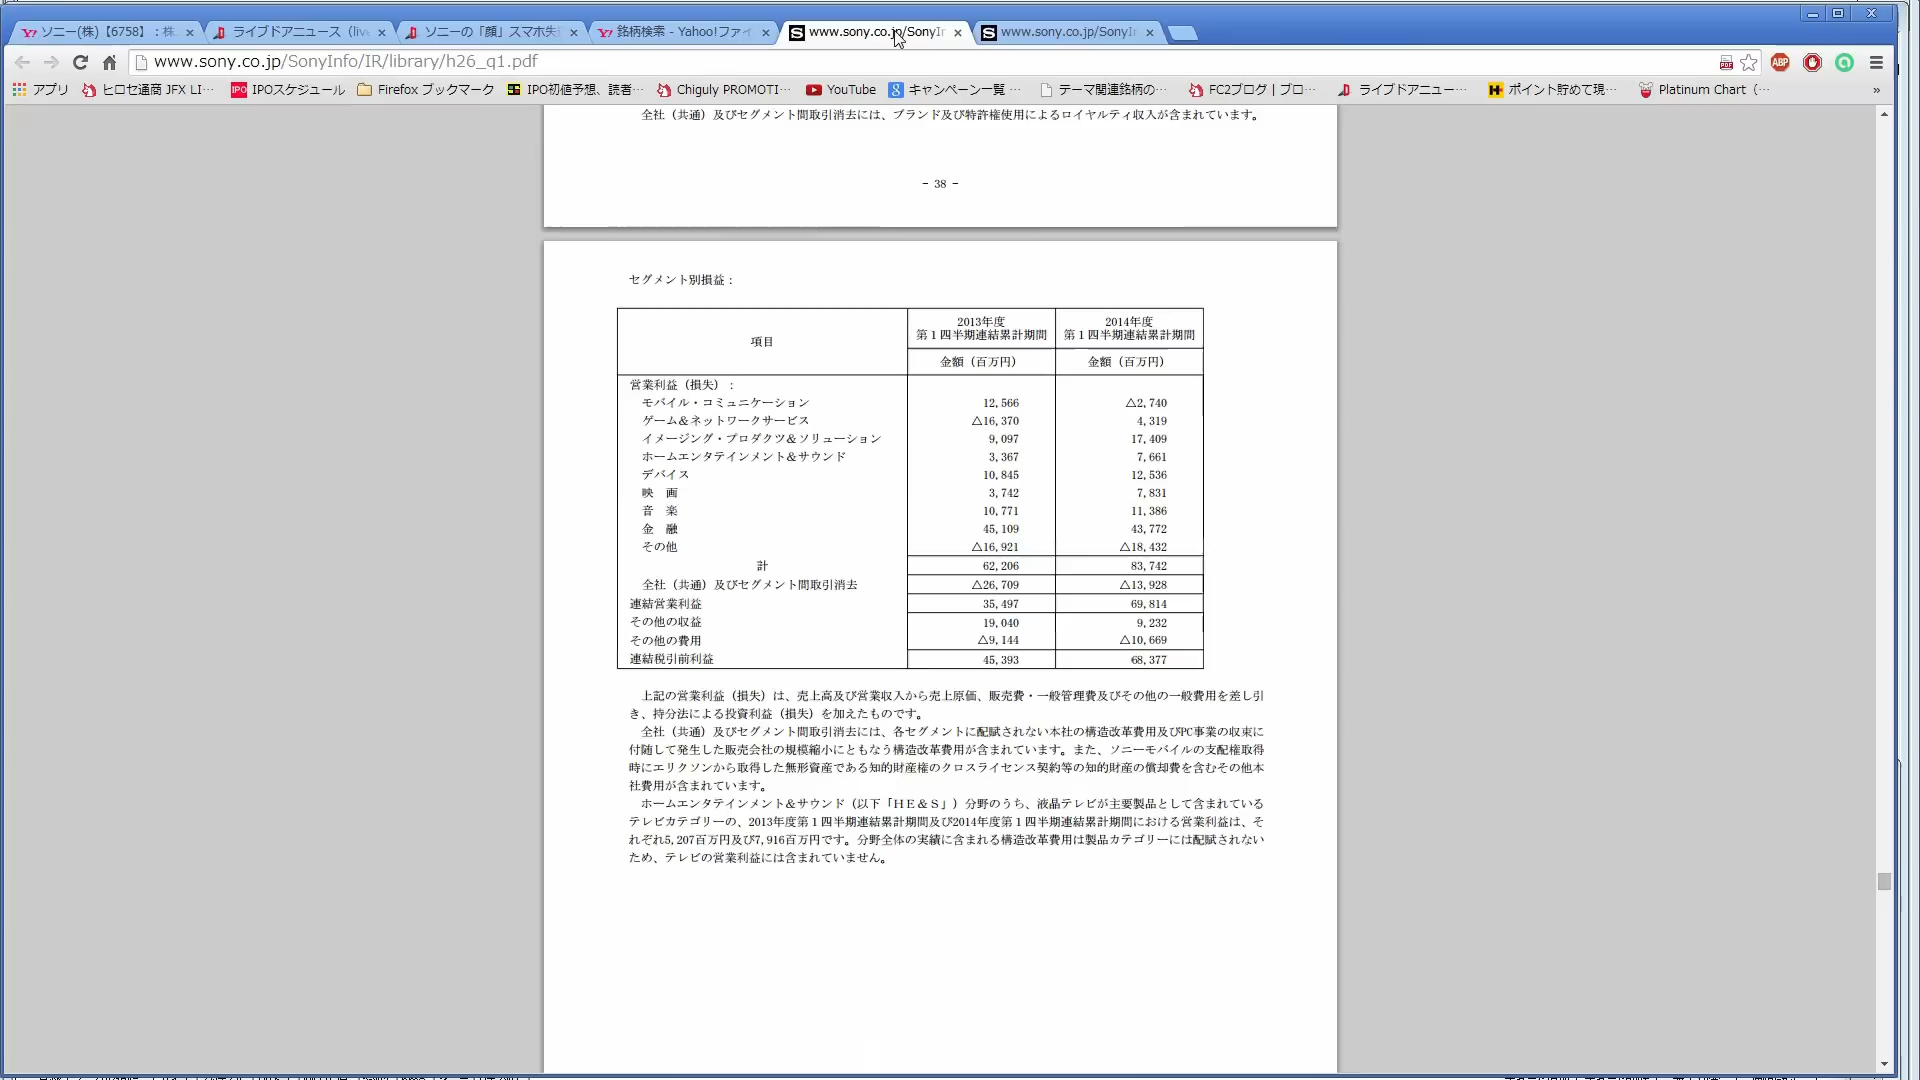 ソニー(株)【6758】：株
ライブドアニュース（liv
ソニーの「顔」スマホ失
銘柄検索 - Yahoo!ファイ
www.sony.co.jp/SonyIr
www.sony.co.jp/SonyIr
www.sony.co.jp/SonyInfo/IR/library/h26_q1.pdf
アプリ
ヒロセ通商 JFX LI…
IPOスケジュール
Firefox ブックマーク
IPO初値予想、読者…
Chiguly PROMOTI…
YouTube
キャンペーン一覧 …
テーマ関連銘柄の…
FC2ブログ | ブロ…
ライブドアニュー…
ポイント貯めて現…
Platinum Chart（…
»
全社（共通）及びセグメント間取引消去には、ブランド及び特許権使用によるロイヤルティ収入が含まれています。
- 38 -
セグメント別損益：
項目 2013年度 2014年度
第１四半期連結累計期間 第１四半期連結累計期間
金額（百万円） 金額（百万円）
営業利益（損失）：
モバイル・コミュニケーション 12,566 △2,740
ゲーム＆ネットワークサービス △16,370 4,319
イメージング・プロダクツ＆ソリューション 9,097 17,409
ホームエンタテインメント＆サウンド 3,367 7,661
デバイス 10,845 12,536
映　画 3,742 7,831
音　楽 10,771 11,386
金　融 45,109 43,772
その他 △16,921 △18,432
計 62,206 83,742
全社（共通）及びセグメント間取引消去 △26,709 △13,928
連結営業利益 35,497 69,814
その他の収益 19,040 9,232
その他の費用 △9,144 △10,669
連結税引前利益 45,393 68,377
上記の営業利益（損失）は、売上高及び営業収入から売上原価、販売費・一般管理費及びその他の一般費用を差し引
き、持分法による投資利益（損失）を加えたものです。
全社（共通）及びセグメント間取引消去には、各セグメントに配賦されない本社の構造改革費用及びPC事業の収束に
付随して発生した販売会社の規模縮小にともなう構造改革費用が含まれています。また、ソニーモバイルの支配権取得
時にエリクソンから取得した無形資産である知的財産権のクロスライセンス契約等の知的財産の償却費を含むその他本
社費用が含まれています。
ホームエンタテインメント＆サウンド（以下「ＨＥ＆Ｓ」）分野のうち、液晶テレビが主要製品として含まれている
テレビカテゴリーの、2013年度第１四半期連結累計期間及び2014年度第１四半期連結累計期間における営業利益は、そ
れぞれ5,207百万円及び7,916百万円です。分野全体の実績に含まれる構造改革費用は製品カテゴリーには配賦されない
ため、テレビの営業利益には含まれていません。